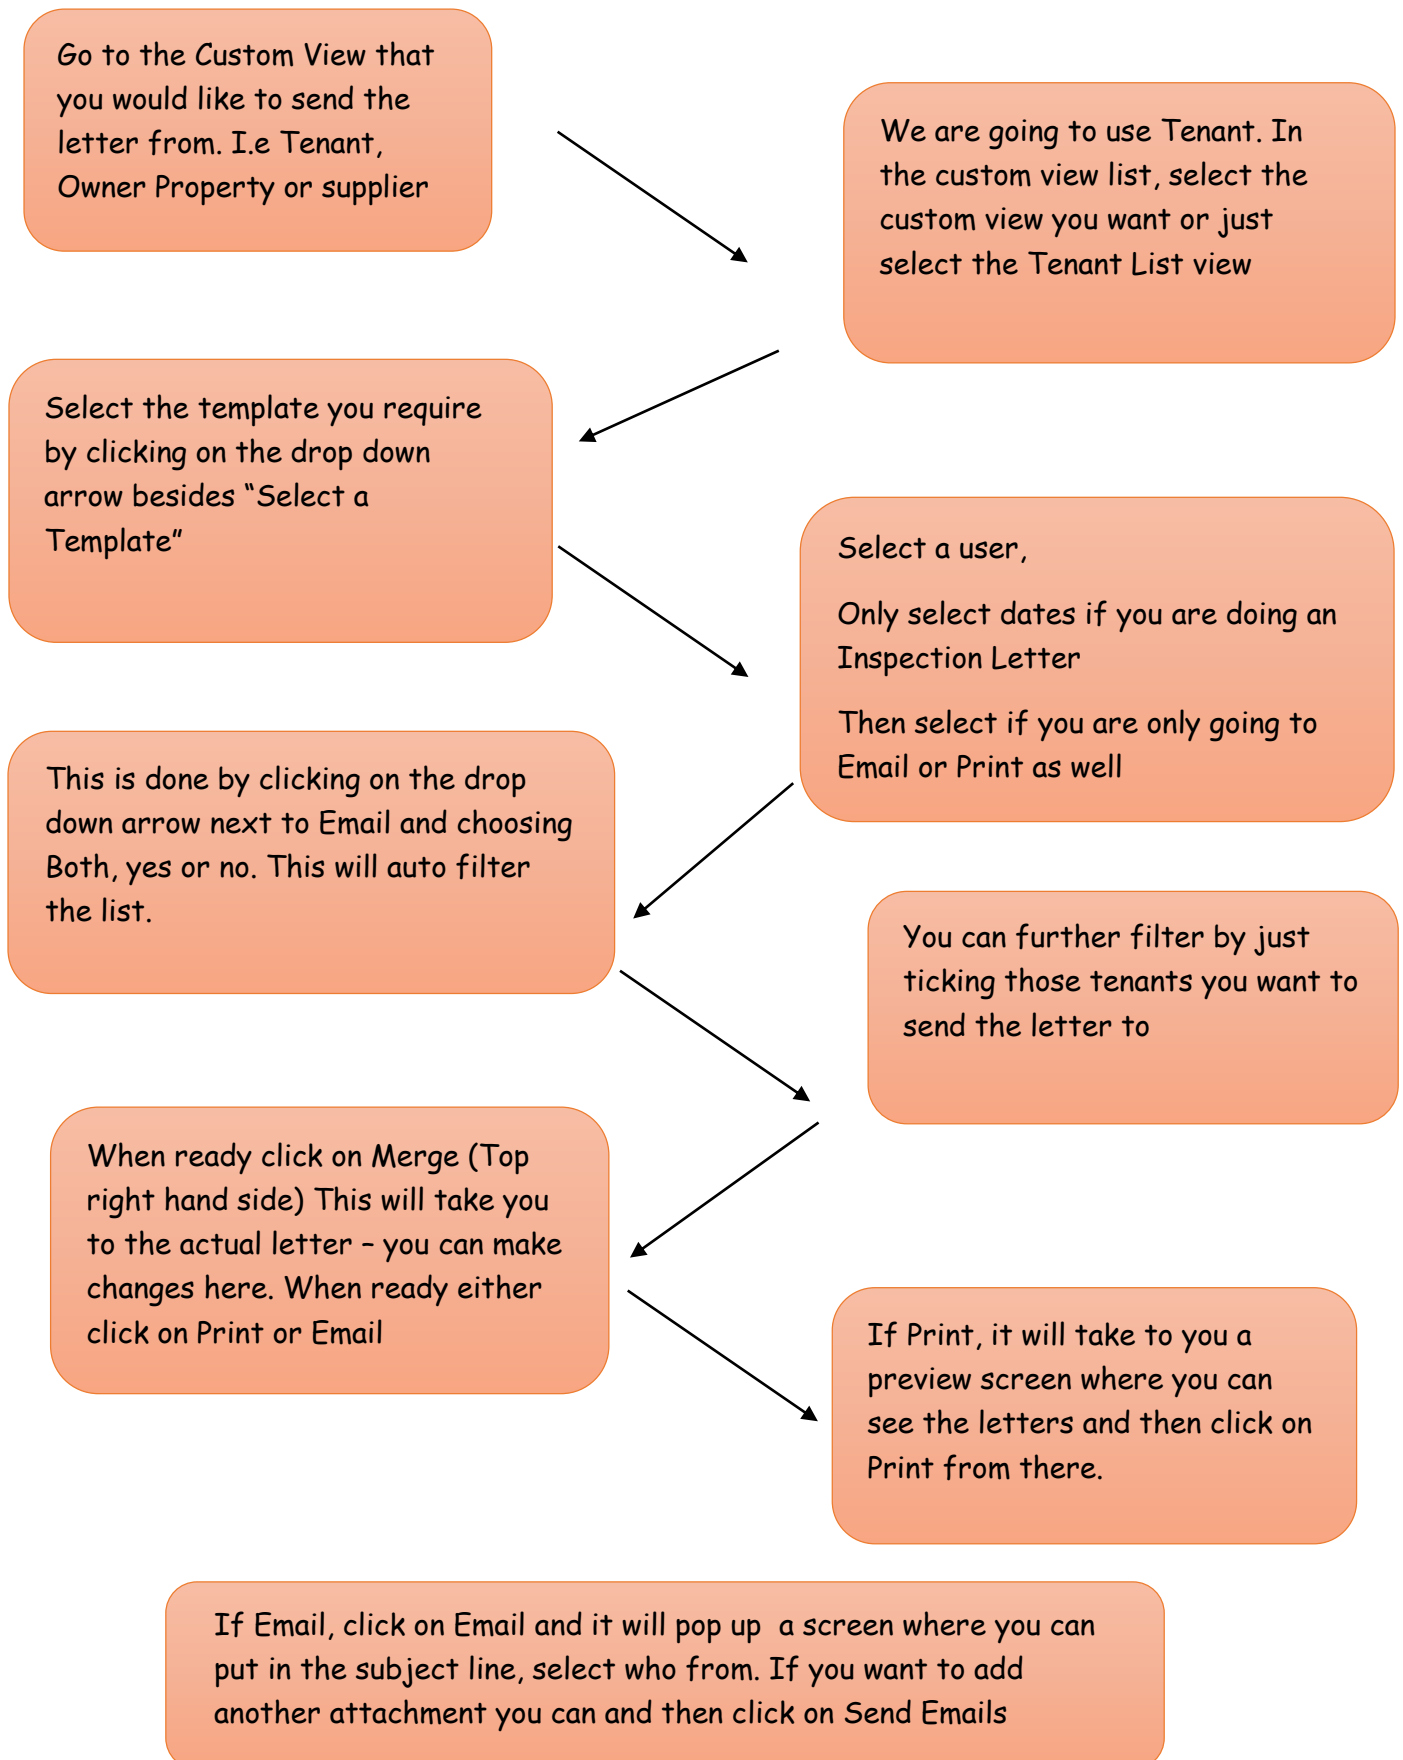 Go to the Custom View that
you would like to send the
letter from. I.e Tenant,
Owner Property or supplier
We are going to use Tenant. In
the custom view list, select the
custom view you want or just
select the Tenant List view
Select the template you require
by clicking on the drop down
arrow besides “Select a
Template”
Select a user,
Only select dates if you are doing an
Inspection Letter
Then select if you are only going to
Email or Print as well
This is done by clicking on the drop
down arrow next to Email and choosing
Both, yes or no. This will auto filter
the list.
You can further filter by just
ticking those tenants you want to
send the letter to
When ready click on Merge (Top
right hand side) This will take you
to the actual letter – you can make
changes here. When ready either
click on Print or Email
If Print, it will take to you a
preview screen where you can
see the letters and then click on
Print from there.
If Email, click on Email and it will pop up  a screen where you can
put in the subject line, select who from. If you want to add
another attachment you can and then click on Send Emails